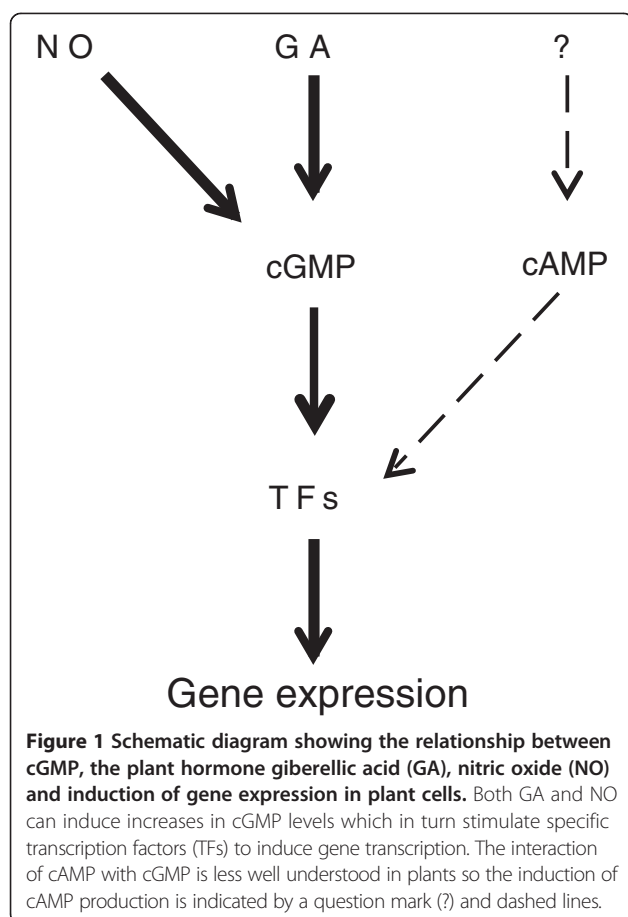 NO GA ?
cGMP cAMP
TFs
Gene expression
Figure 1 Schematic diagram showing the relationship between
cGMP, the plant hormone giberellic acid (GA), nitric oxide (NO)
and induction of gene expression in plant cells. Both GA and NO
can induce increases in cGMP levels which in turn stimulate specific
transcription factors (TFs) to induce gene transcription. The interaction
of cAMP with cGMP is less well understood in plants so the induction of
cAMP production is indicated by a question mark (?) and dashed lines.